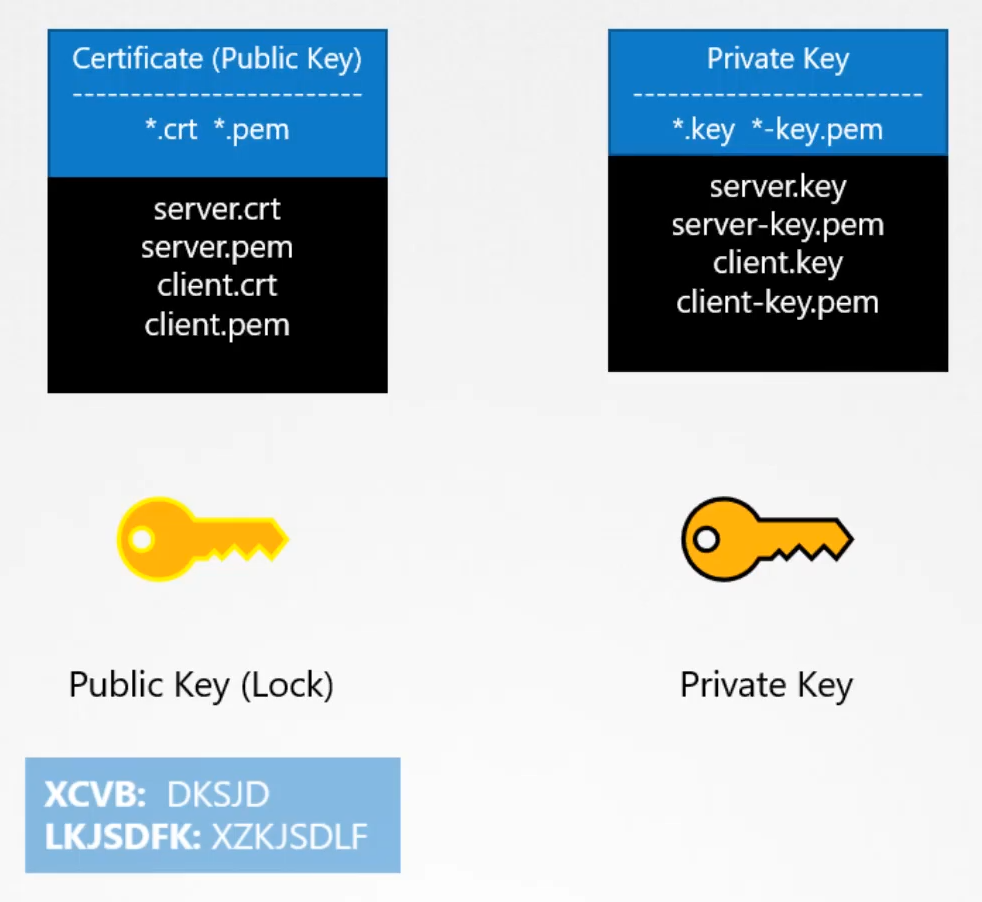 Certificate (Public Key)
-------------------------
*.crt *.pem
server.crt
server.pem
client.crt
client.pem
Private Key
-------------------------
*.key *-key.pem
server.key
server-key.pem
client.key
client-key.pem
Public Key (Lock)
Private Key
XCVB: DKSJD
LKJSDFK: XZKJSDLF